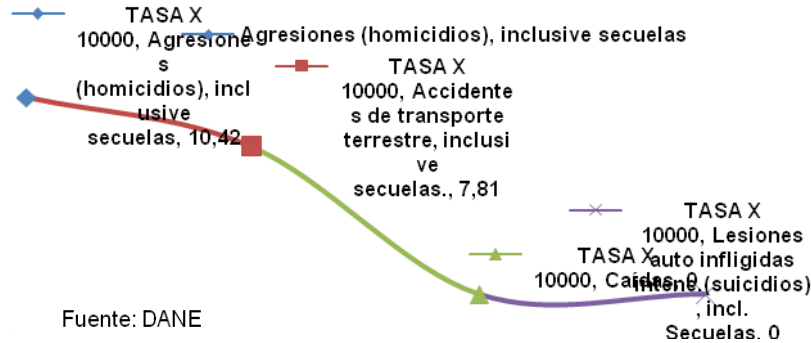 TASA X
10000, Agresione
s
(homicidios), incl
usive
secuelas, 10,42
Agresiones (homicidios), inclusive secuelas
TASA X
10000, Accidente
s de transporte
terrestre, inclusi
ve
secuelas., 7,81
TASA X
10000, Caídas, 0
TASA X
10000, Lesiones
auto infligidas
intenc.(suicidios)
, incl.
Secuelas, 0
Fuente: DANE